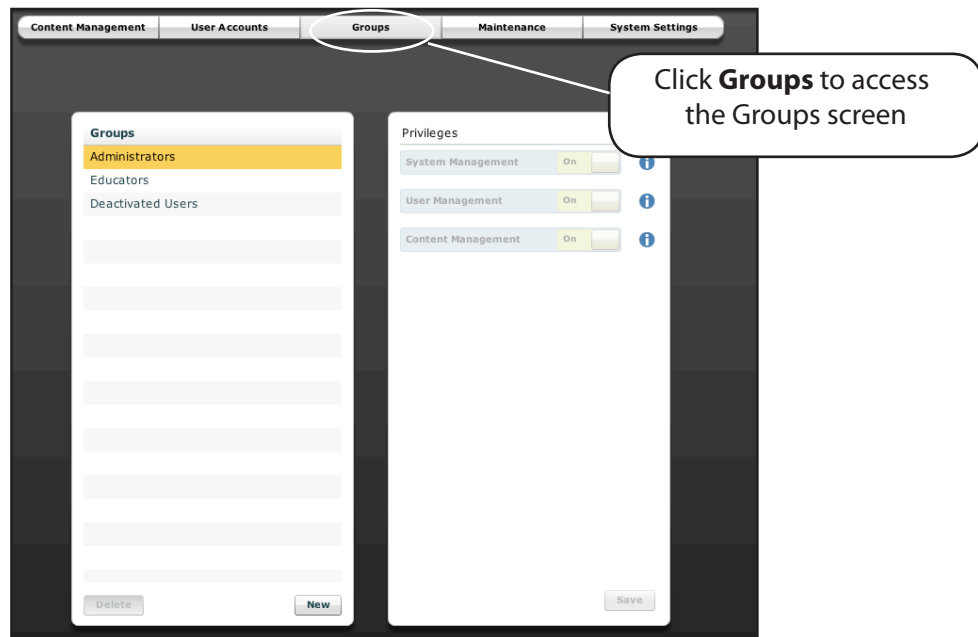 Content Management User Accounts Groups Maintenance System Settings
Click Groups to access
the Groups screen
Groups
Administrators
Educators
Deactivated Users
Delete New
Privileges
System Management On
User Management On
Content Management On
Save